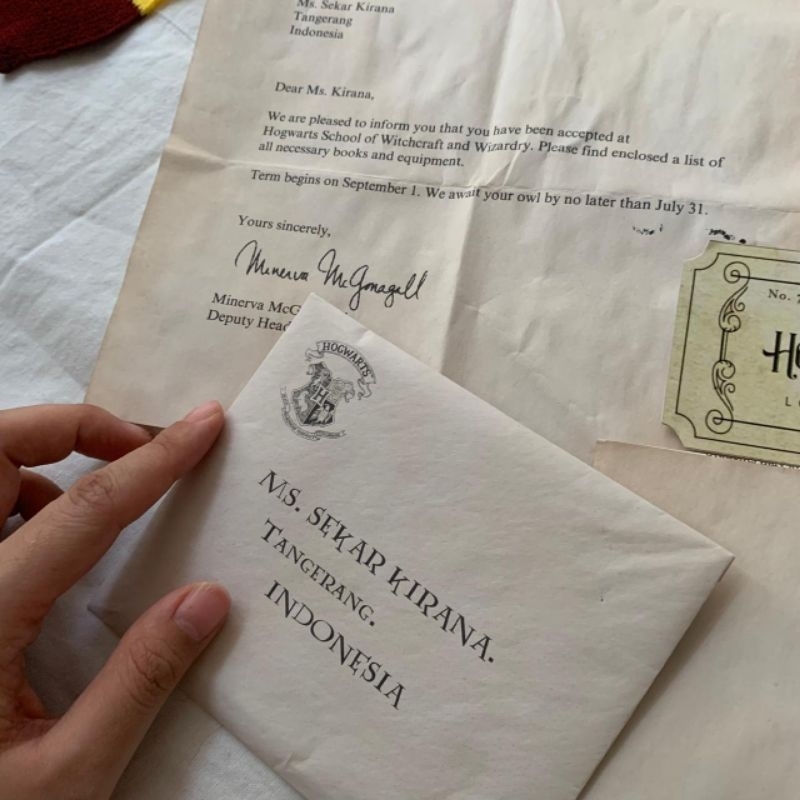 Ms. Sekar Kirana
Tangerang
Indonesia
Dear Ms. Kirana,
We are pleased to inform you that you have been accepted at
Hogwarts School of Witchcraft and Wizardry. Please find enclosed a list of
all necessary books and equipment.
Term begins on September 1. We await your owl by no later than July 31.
Yours sincerely,
Minerva McGonagall
Minerva McG
Deputy Head
HOGWARTS
H
MS. SEKAR KIRANA.
TANGERANG.
INDONESIA
No.
H
LO